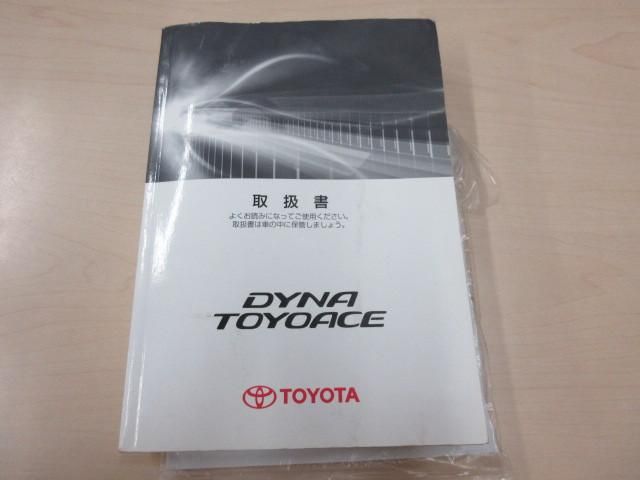 取扱書
よくお読みになってご使用ください。
取扱書は車の中に保管しましょう。
DYNA
TOYOACE
TOYOTA